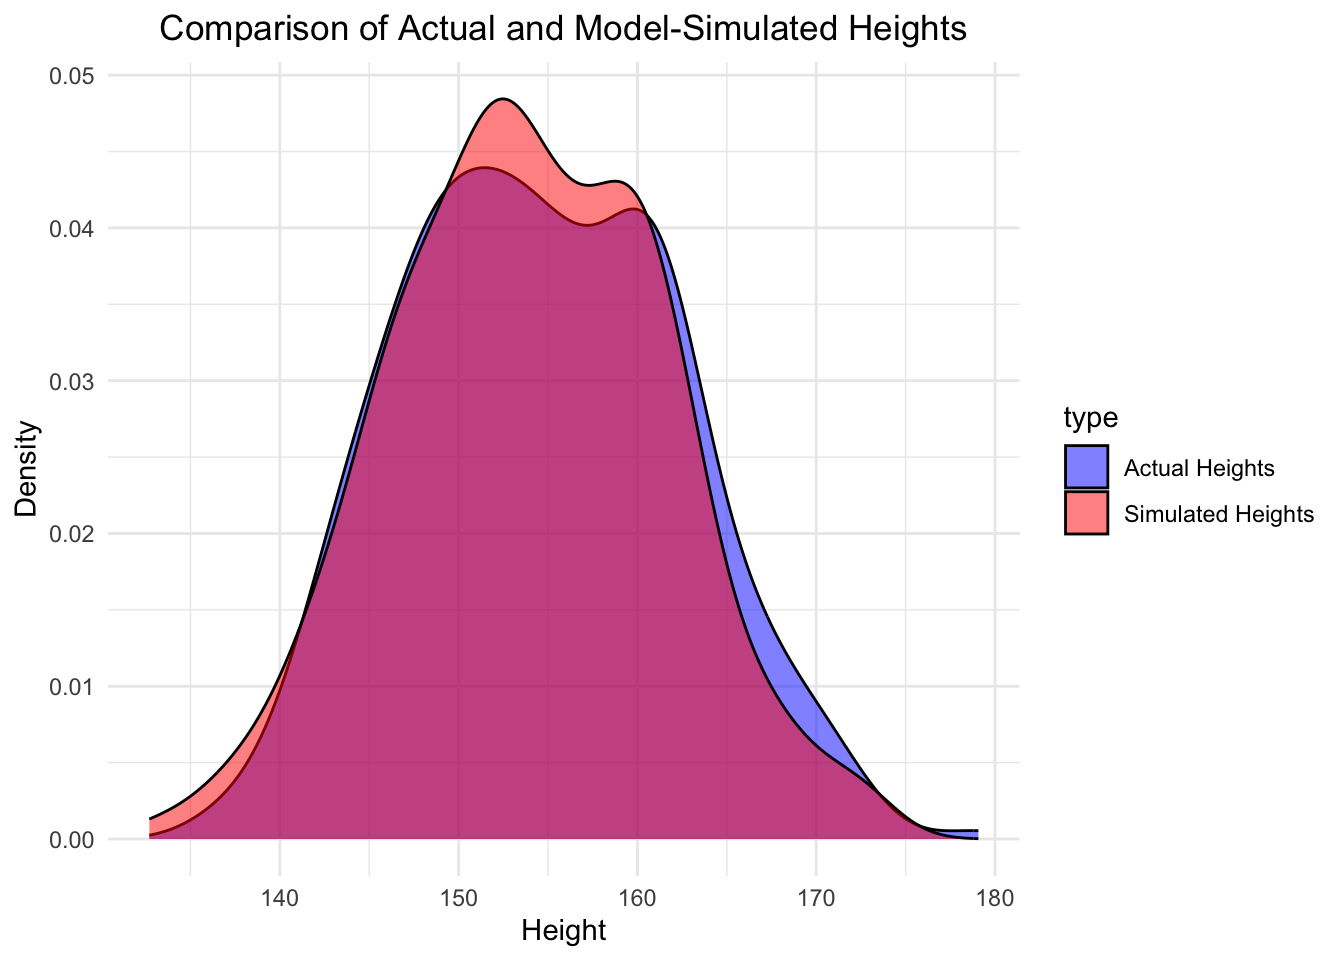 Comparison of Actual and Model-Simulated Heights
0.05
0.04
0.03
0.02
0.01
0.00
Density
140 150 160 170 180
Height
type
Actual Heights
Simulated Heights